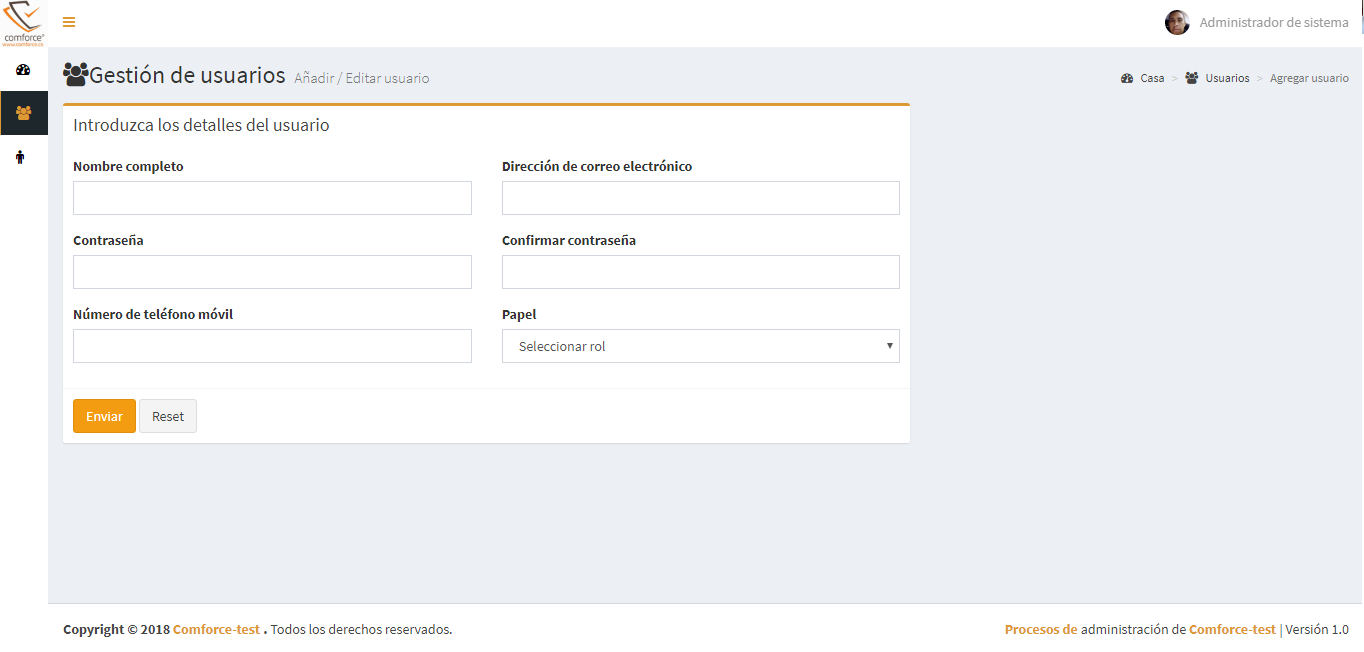 comforce®
www.comforce.co
Administrador de sistema
Gestión de usuarios Añadir / Editar usuario
Casa > Usuarios > Agregar usuario
Introduzca los detalles del usuario
Nombre completo
Dirección de correo electrónico
Contraseña
Confirmar contraseña
Número de teléfono móvil
Papel
Seleccionar rol
Enviar
Reset
Copyright © 2018 Comforce-test . Todos los derechos reservados.
Procesos de administración de Comforce-test | Versión 1.0